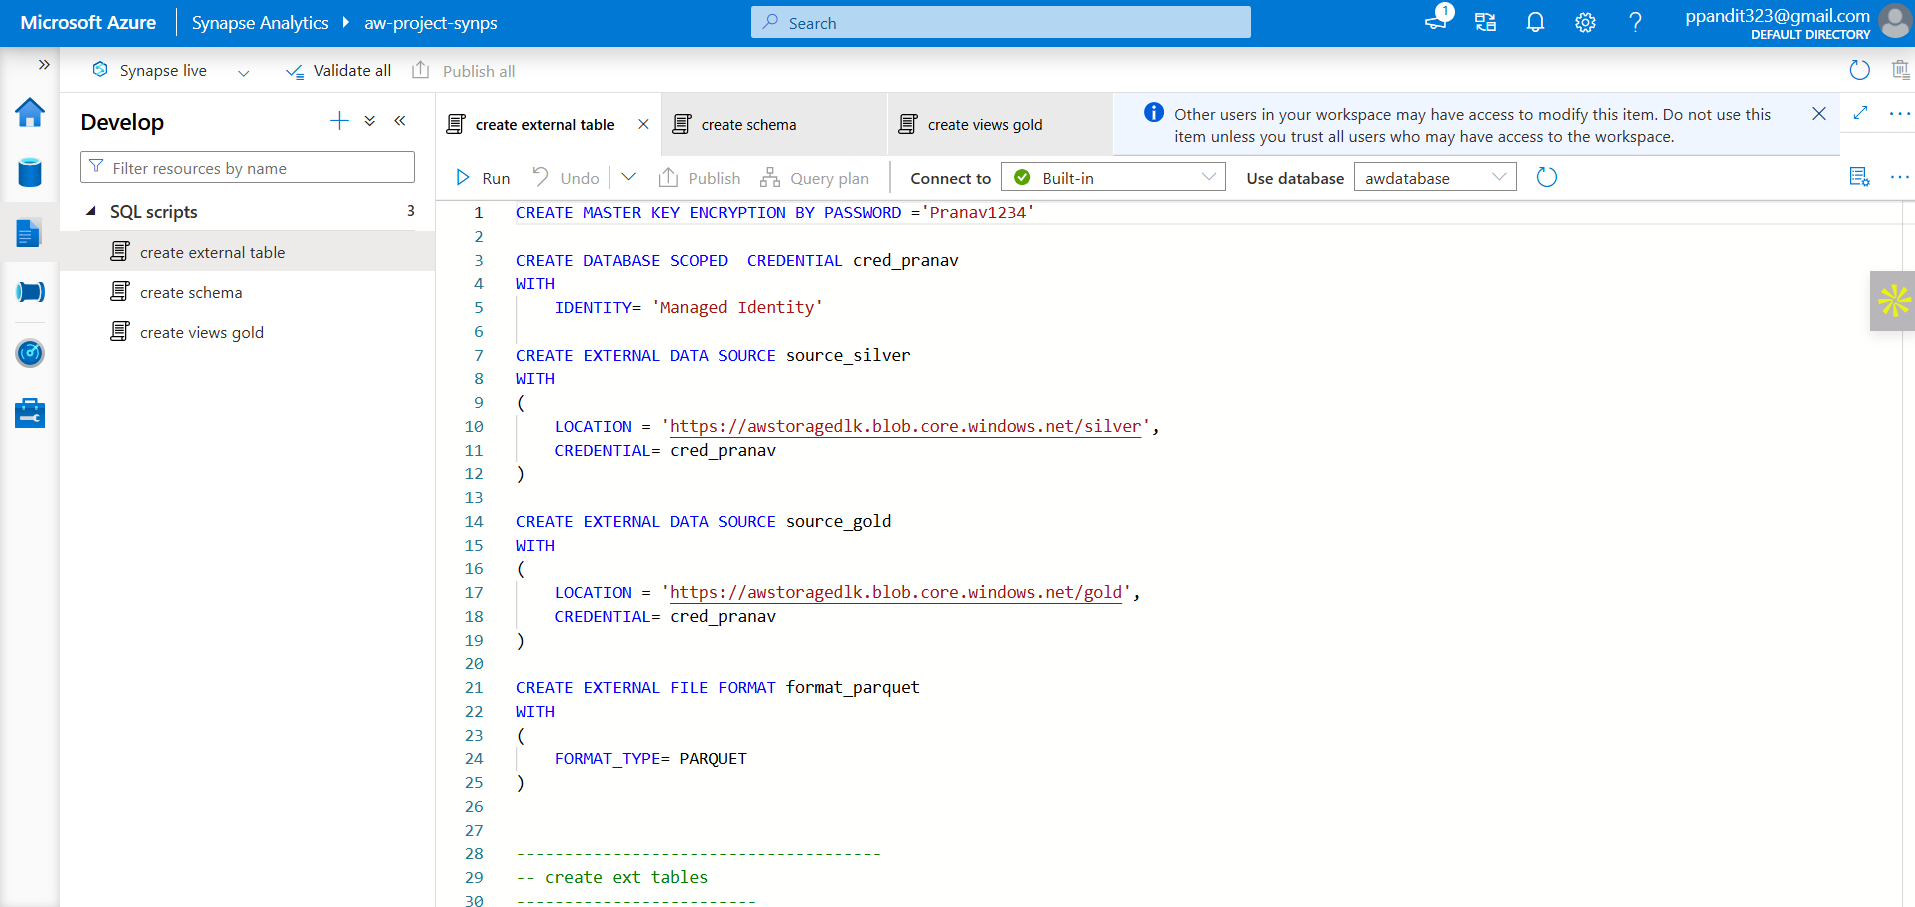 Microsoft Azure
Synapse Analytics
aw-project-synps
Search
1
ppandit323@gmail.com
DEFAULT DIRECTORY
Synapse live
Validate all
Publish all
Develop
Filter resources by name
SQL scripts 3
create external table
create schema
create views gold
create external table
create schema
create views gold
Other users in your workspace may have access to modify this item. Do not use this
item unless you trust all users who may have access to the workspace.
Run
Undo
Publish
Query plan
Connect to
Built-in
Use database
awdatabase
1 CREATE MASTER KEY ENCRYPTION BY PASSWORD ='Pranav1234'
2
3 CREATE DATABASE SCOPED  CREDENTIAL cred_pranav
4 WITH
5     IDENTITY= 'Managed Identity'
6
7 CREATE EXTERNAL DATA SOURCE source_silver
8 WITH
9 (
10     LOCATION = 'https://awstoragedlk.blob.core.windows.net/silver',
11     CREDENTIAL= cred_pranav
12 )
13
14 CREATE EXTERNAL DATA SOURCE source_gold
15 WITH
16 (
17     LOCATION = 'https://awstoragedlk.blob.core.windows.net/gold',
18     CREDENTIAL= cred_pranav
19 )
20
21 CREATE EXTERNAL FILE FORMAT format_parquet
22 WITH
23 (
24     FORMAT_TYPE= PARQUET
25 )
26
27
28 --------------------------------------
29 -- create ext tables
30 -------------------------